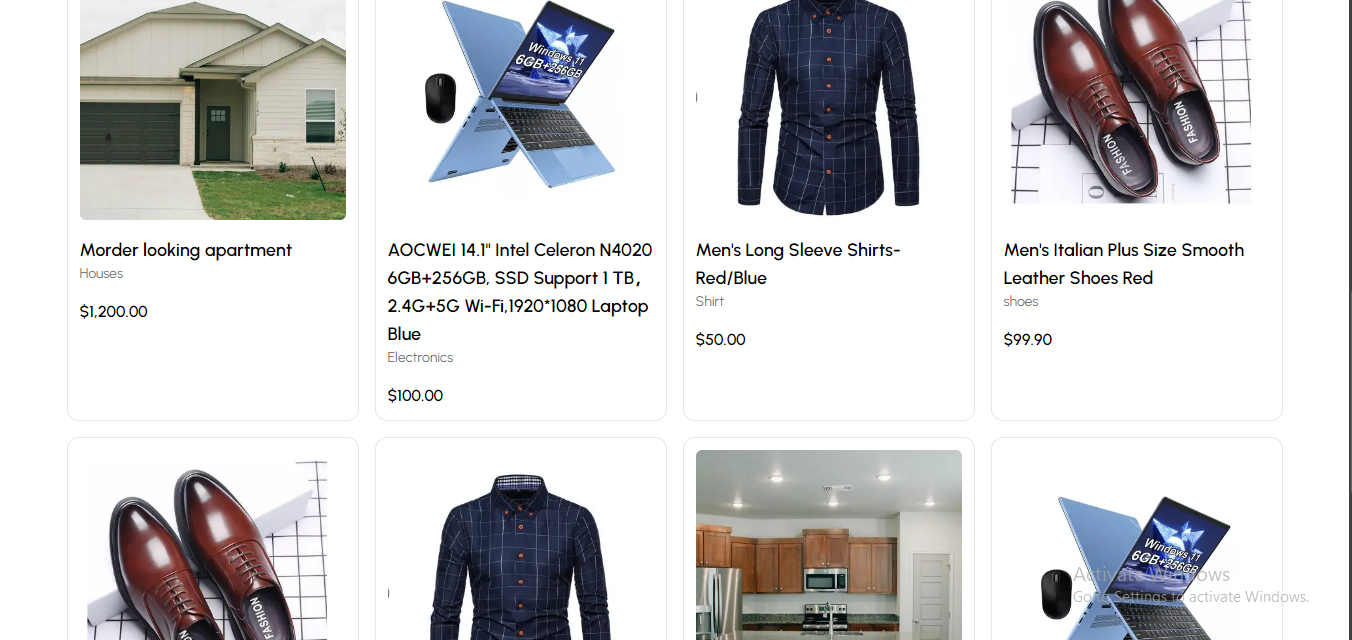 Windows 11
6GB+256GB
FASHION
FASHION
Morder looking apartment
Houses
$1,200.00
AOCWEI 14.1" Intel Celeron N4020
6GB+256GB, SSD Support 1 TB，
2.4G+5G Wi-Fi,1920*1080 Laptop
Blue
Electronics
$100.00
Men's Long Sleeve Shirts-
Red/Blue
Shirt
$50.00
Men's Italian Plus Size Smooth
Leather Shoes Red
shoes
$99.90
FASHION
FASHION
Windows 11
6GB+256GB
Activate Windows
Go to Settings to activate Windows.